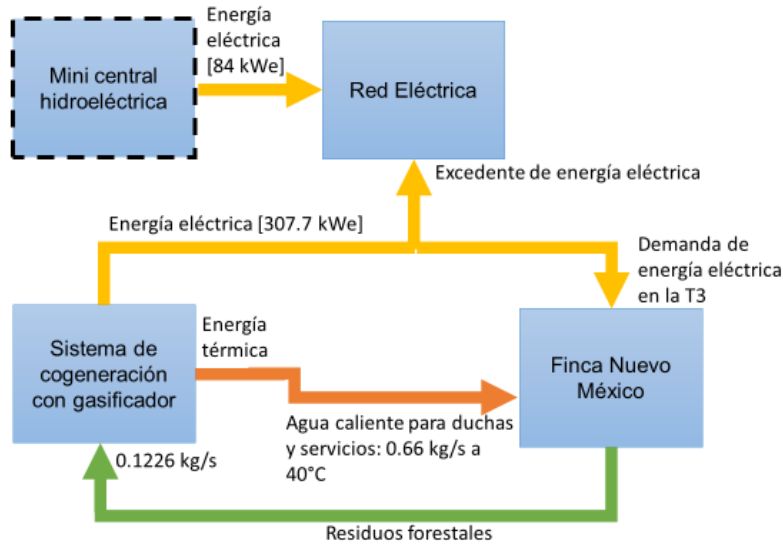 Energía
eléctrica
[84 kWe]
Mini central
hidroeléctrica
Red Eléctrica
Excedente de energía eléctrica
Energía eléctrica [307.7 kWe]
Demanda de
energía eléctrica
en la T3
Sistema de
cogeneración
con gasificador
Energía
térmica
Finca Nuevo
México
Agua caliente para duchas
y servicios: 0.66 kg/s a
40°C
0.1226 kg/s
Residuos forestales